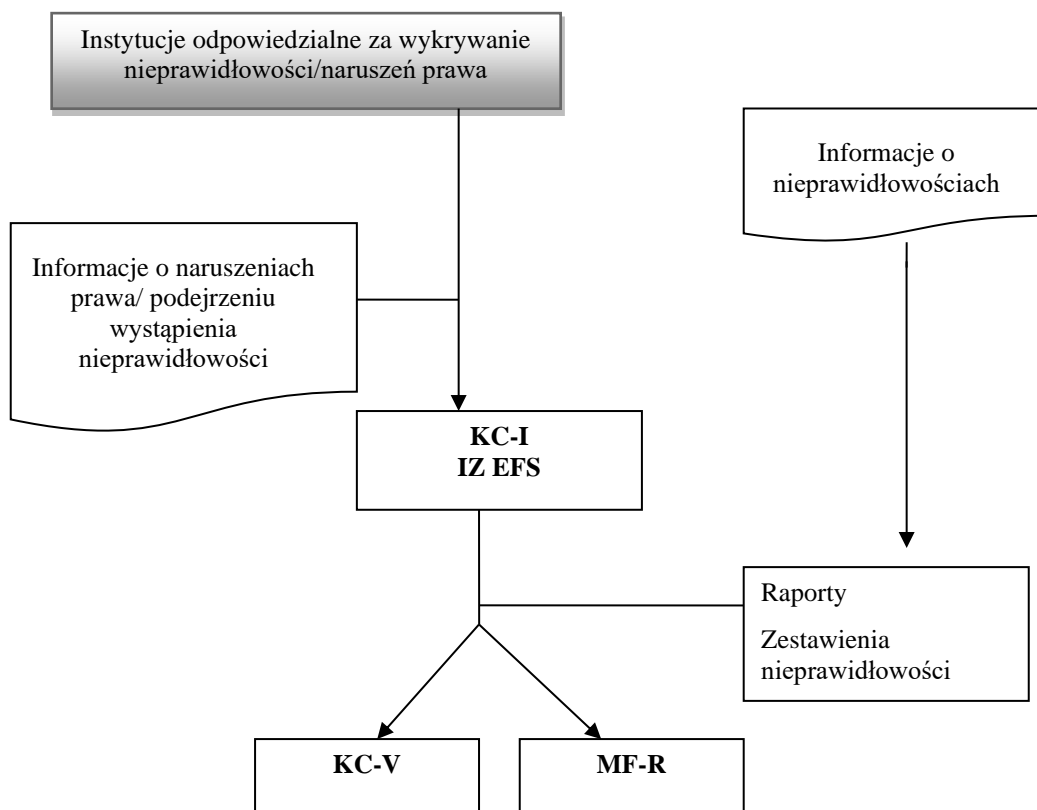 Instytucje odpowiedzialne za wykrywanie
nieprawidłowości/naruszeń prawa
Informacje o
nieprawidłowościach
Informacje o naruszeniach
prawa/ podejrzeniu
wystąpienia
nieprawidłowości
KC-I
IZ EFS
Raporty
Zestawienia
nieprawidłowości
KC-V
MF-R